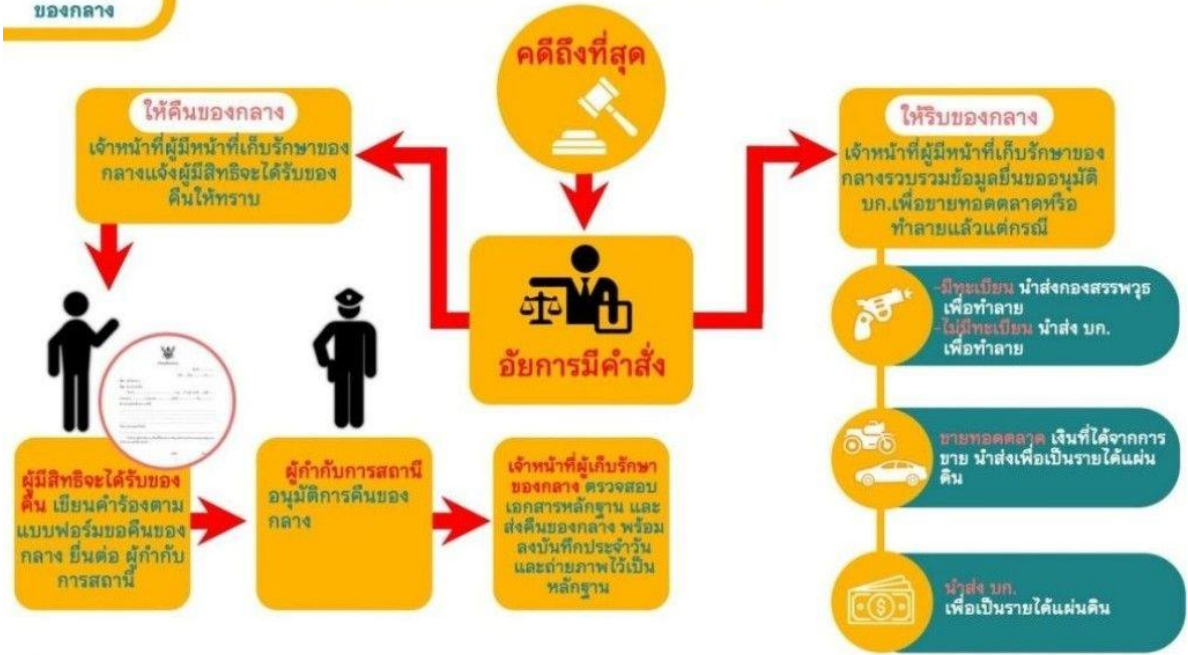 ของกลาง
คดีถึงที่สุด
ให้คืนของกลาง
เจ้าหน้าที่ผู้มีหน้าที่เก็บรักษาของ
กลางแจ้งผู้มีสิทธิจะได้รับของ
คืนให้ทราบ
ให้ริบของกลาง
เจ้าหน้าที่ผู้มีหน้าที่เก็บรักษาของ
กลางรวบรวมข้อมูลยื่นขออนุมัติ
บก.เพื่อขายทอดตลาดหรือ
ทำลายแล้วแต่กรณี
อัยการมีคำสั่ง
-มีทะเบียน นำส่งกองสรรพวุธ
เพื่อทำลาย
-ไม่มีทะเบียน นำส่ง บก.
เพื่อทำลาย
ขายทอดตลาด เงินที่ได้จากการ
ขาย นำส่งเพื่อเป็นรายได้แผ่น
ดิน
นำส่ง บก.
เพื่อเป็นรายได้แผ่นดิน
ผู้มีสิทธิจะได้รับของ
คืน เขียนคำร้องตาม
แบบฟอร์มขอคืนของ
กลาง ยื่นต่อ ผู้กำกับ
การสถานี
ผู้กำกับการสถานี
อนุมัติการคืนของ
กลาง
เจ้าหน้าที่ผู้เก็บรักษา
ของกลาง ตรวจสอบ
เอกสารหลักฐาน และ
ส่งคืนของกลาง พร้อม
ลงบันทึกประจำวัน
และถ่ายภาพไว้เป็น
หลักฐาน